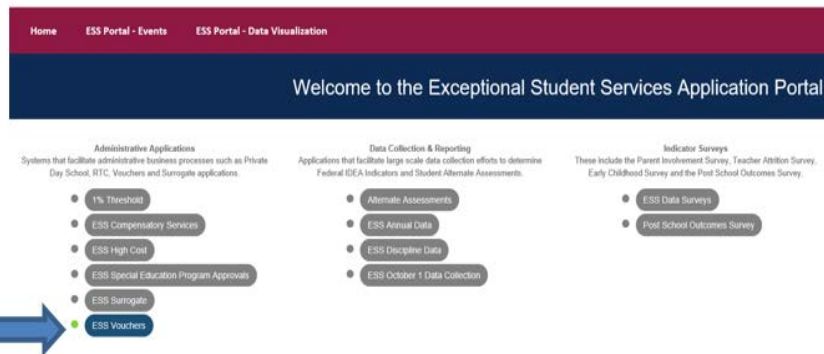 Home ESS Portal - Events ESS Portal - Data Visualization
Welcome to the Exceptional Student Services Application Portal
Administrative Applications
Systems that facilitate administrative business processes such as Private
Day School, RTC, Vouchers and Surrogate applications.
1% Threshold
ESS Compensatory Services
ESS High Cost
ESS Special Education Program Approvals
ESS Surrogate
ESS Vouchers
Data Collection & Reporting
Applications that facilitate large scale data collection efforts to determine
Federal IDEA Indicators and Student Alternate Assessments.
Alternate Assessments
ESS Annual Data
ESS Discipline Data
ESS October 1 Data Collection
Indicator Surveys
These include the Parent Involvement Survey, Teacher Attrition Survey,
Early Childhood Survey and the Post School Outcomes Survey.
ESS Data Surveys
Post School Outcomes Survey